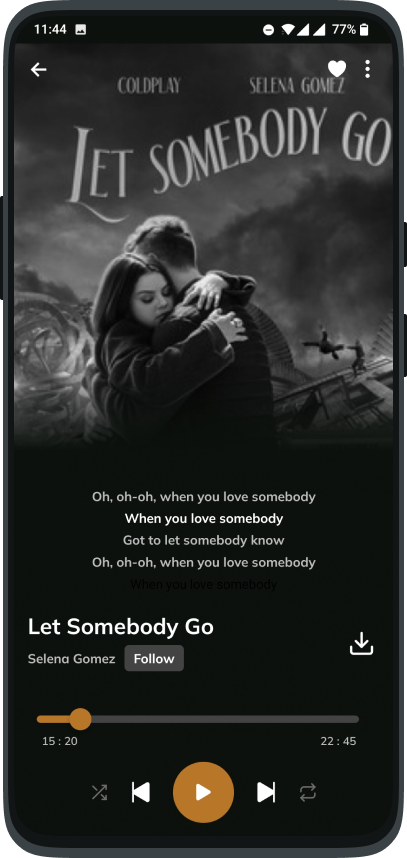 11:44
77%
COLDPLAY SELENA GOMEZ
LET SOMEBODY GO
Oh, oh-oh, when you love somebody
When you love somebody
Got to let somebody know
Oh, oh-oh, when you love somebody
When you love somebody
Let Somebody Go
Selena Gomez Follow
15 : 20 22 : 45